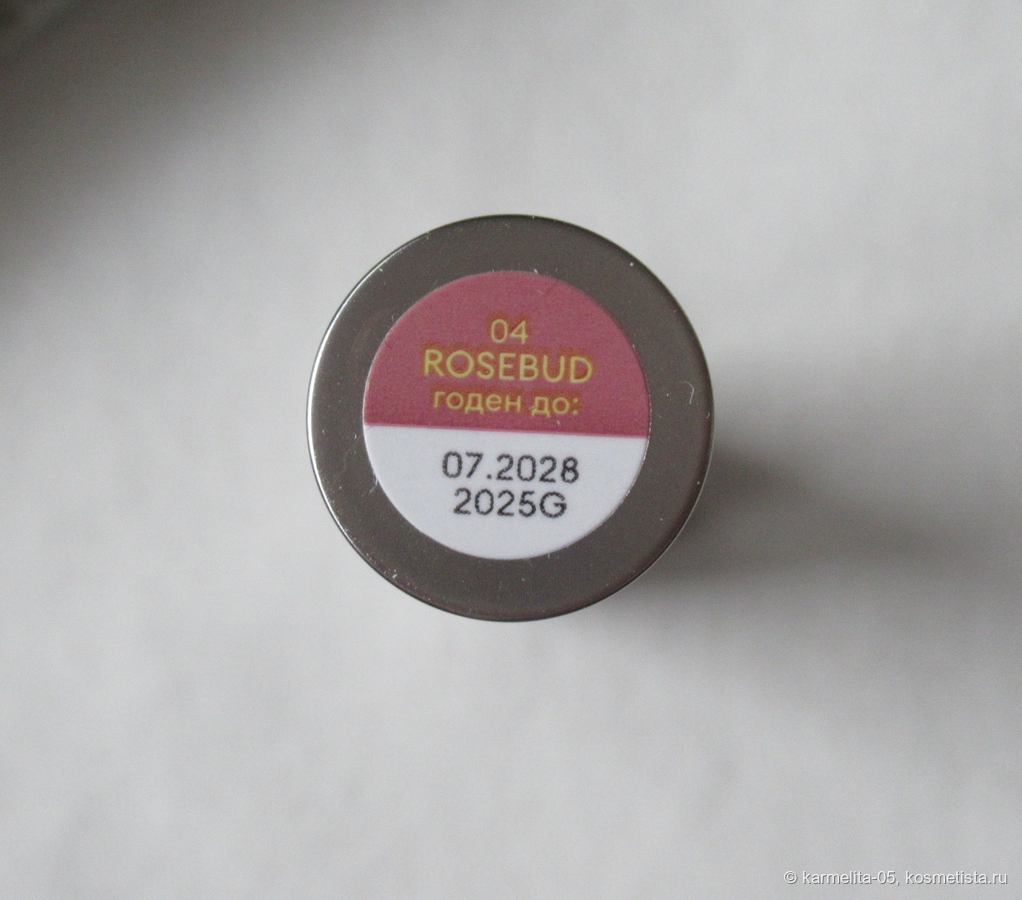 04
ROSEBUD
годен до:
07.2028
2025G
© karmelita-05, kosmetista.ru